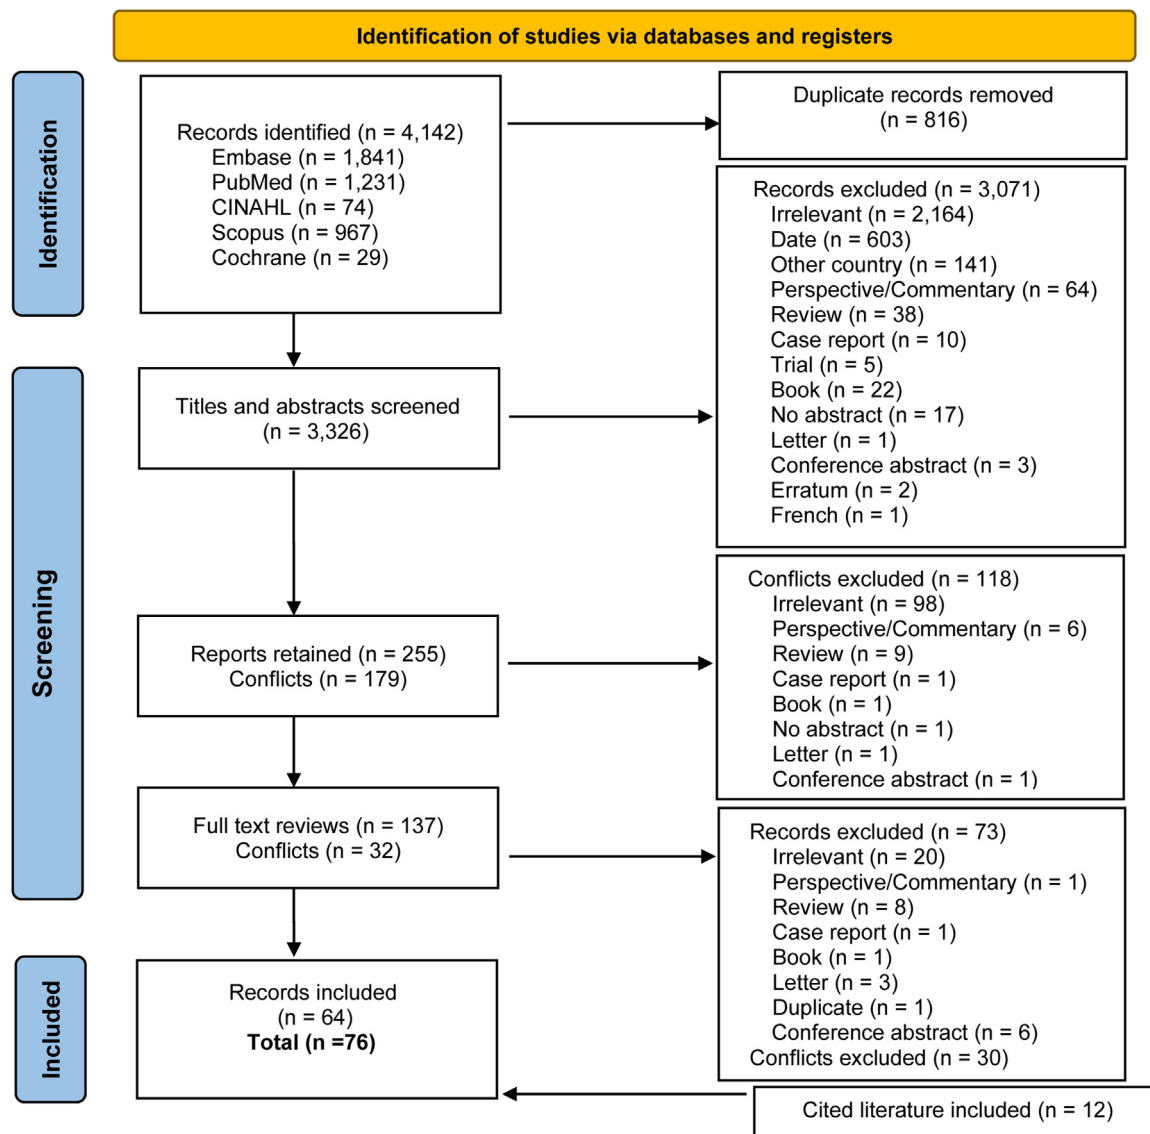 Identification of studies via databases and registers
Identification
Records identified (n = 4,142)
Embase (n = 1,841)
PubMed (n = 1,231)
CINAHL (n = 74)
Scopus (n = 967)
Cochrane (n = 29)
Duplicate records removed
(n = 816)
Records excluded (n = 3,071)
Irrelevant (n = 2,164)
Date (n = 603)
Other country (n = 141)
Perspective/Commentary (n = 64)
Review (n = 38)
Case report (n = 10)
Trial (n = 5)
Book (n = 22)
No abstract (n = 17)
Letter (n = 1)
Conference abstract (n = 3)
Erratum (n = 2)
French (n = 1)
Screening
Titles and abstracts screened
(n = 3,326)
Reports retained (n = 255)
Conflicts (n = 179)
Conflicts excluded (n = 118)
Irrelevant (n = 98)
Perspective/Commentary (n = 6)
Review (n = 9)
Case report (n = 1)
Book (n = 1)
No abstract (n = 1)
Letter (n = 1)
Conference abstract (n = 1)
Full text reviews (n = 137)
Conflicts (n = 32)
Records excluded (n = 73)
Irrelevant (n = 20)
Perspective/Commentary (n = 1)
Review (n = 8)
Case report (n = 1)
Book (n = 1)
Letter (n = 3)
Duplicate (n = 1)
Conference abstract (n = 6)
Conflicts excluded (n = 30)
Included
Records included
(n = 64)
Total (n =76)
Cited literature included (n = 12)